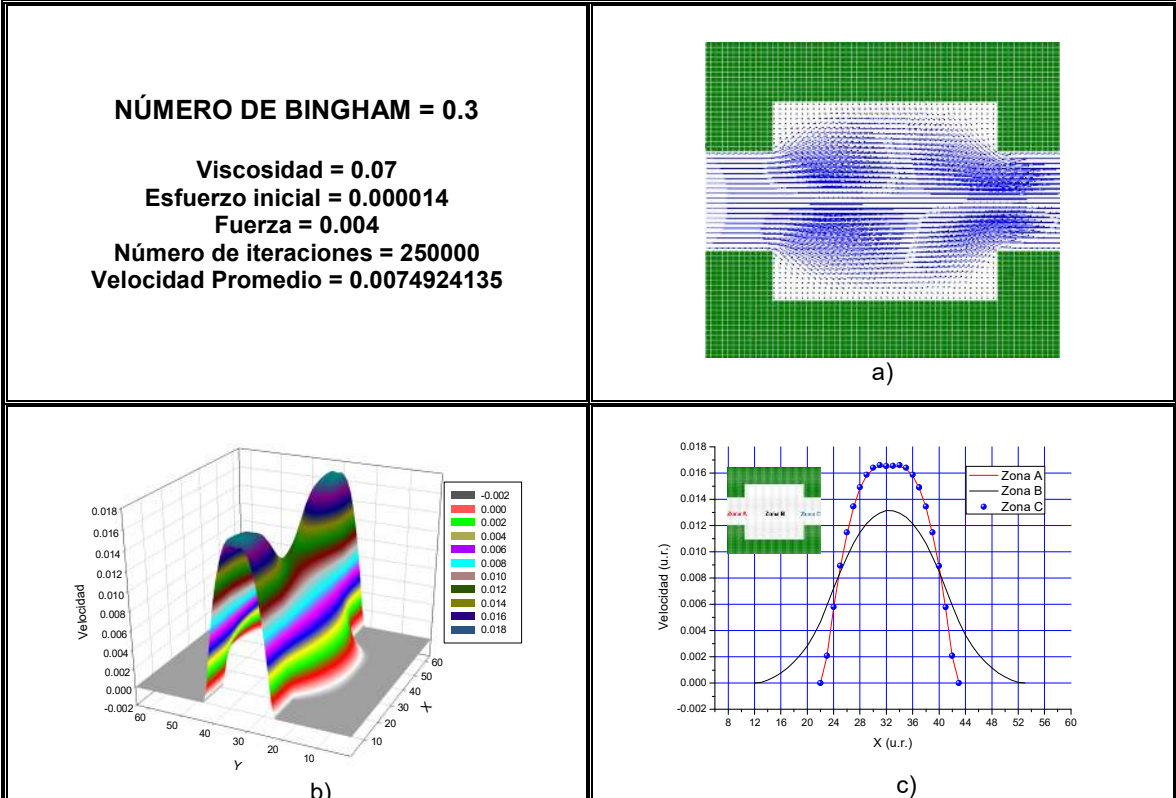 NÚMERO DE BINGHAM = 0.3
Viscosidad = 0.07
Esfuerzo inicial = 0.000014
Fuerza = 0.004
Número de iteraciones = 250000
Velocidad Promedio = 0.0074924135
a)
0.018
0.016
0.014
0.012
0.010
0.008
0.006
0.004
0.002
0.000
-0.002
Velocidad
60
50
40
30
20
10
Y
10
20
30
40
50
60
X
-0.002
0.000
0.002
0.004
0.006
0.008
0.010
0.012
0.014
0.016
0.018
b)
0.018
0.016
0.014
0.012
0.010
0.008
0.006
0.004
0.002
0.000
-0.002
Velocidad (u.r.)
Zona A Zona B Zona C
Zona A
Zona B
Zona C
8 12 16 20 24 28 32 36 40 44 48 52 56 60
X (u.r.)
c)